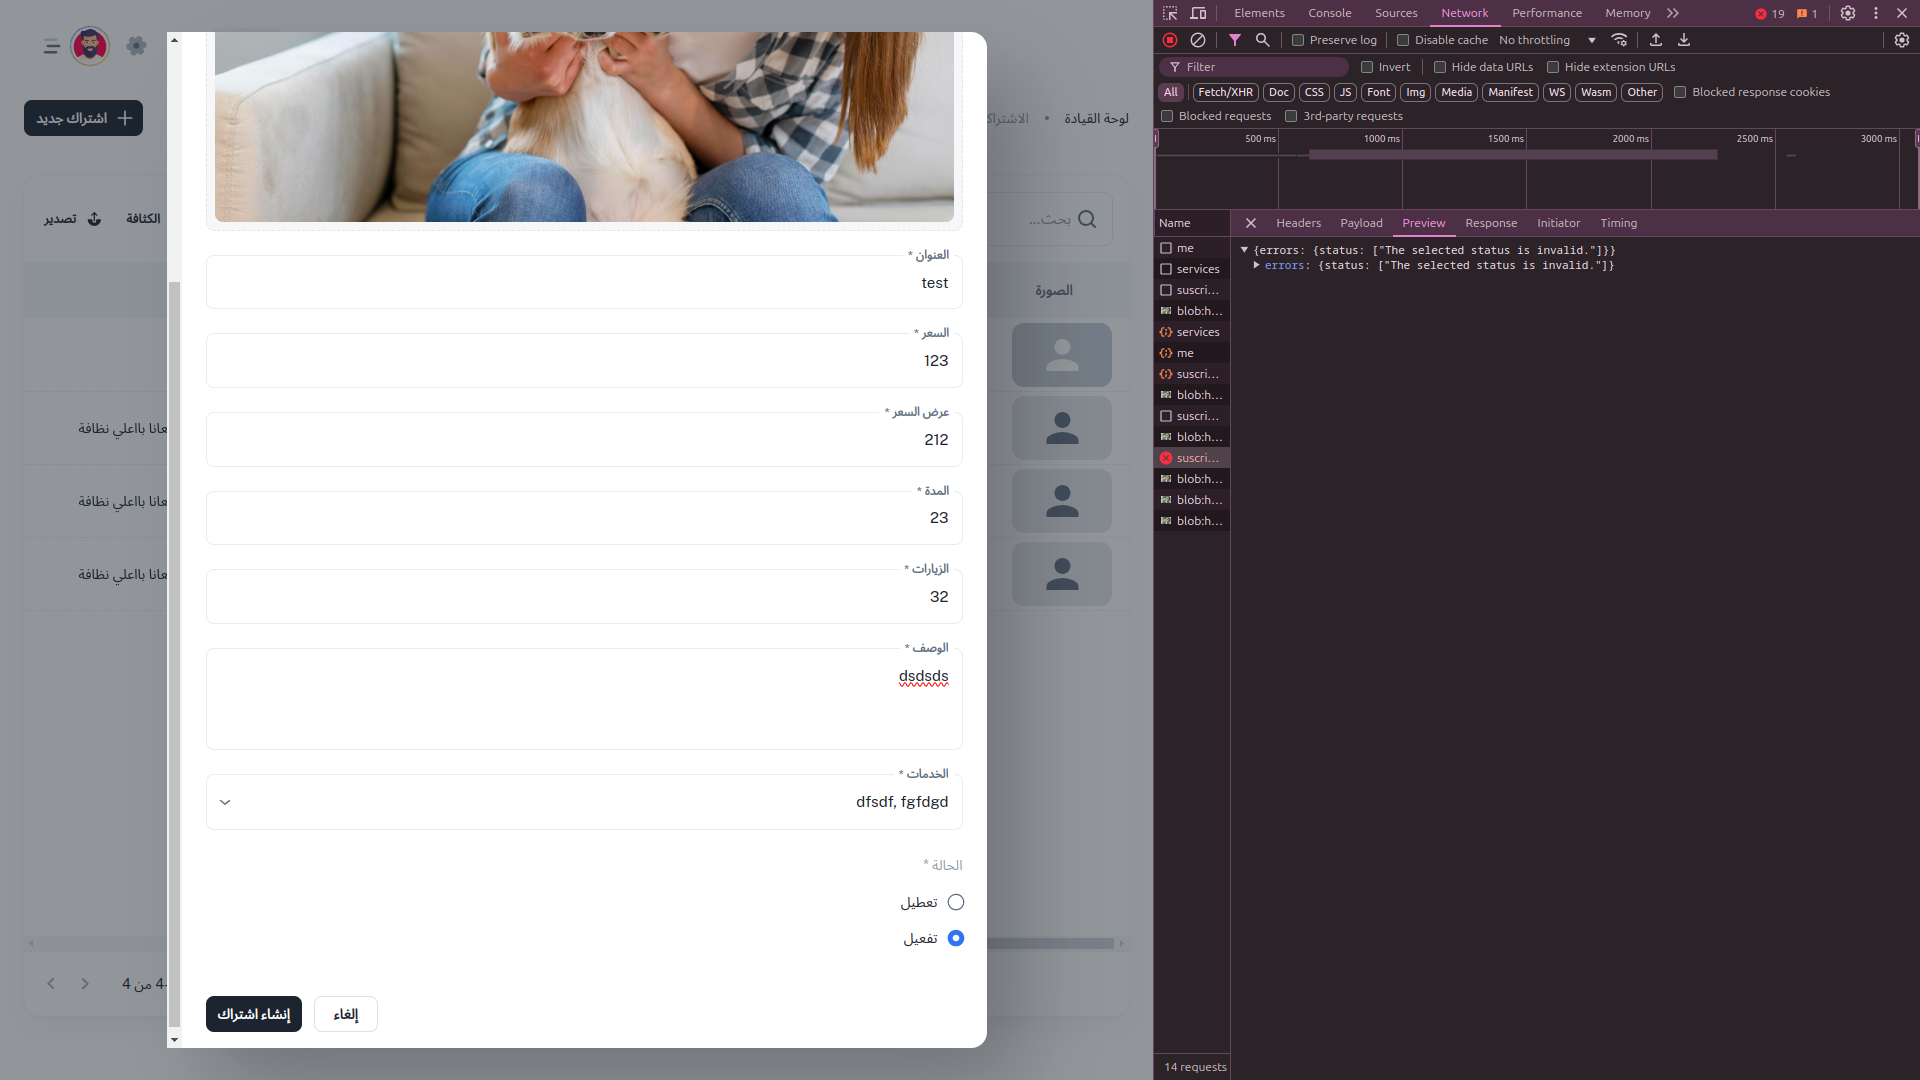 اشتراك جديد
لوحة القيادة • الاشتراك
تصدير
الكثافة
بحث...
الصورة
عانا بااعلي نظافة
عانا بااعلي نظافة
عانا بااعلي نظافة
4 من 4
العنوان *
test
السعر *
123
عرض السعر *
212
المدة *
23
الزيارات *
32
الوصف *
dsdsds
الخدمات *
dfsdf, fgfdgd
الحالة *
تعطيل
تفعيل
إنشاء اشتراك
إلغاء
Elements Console Sources Network Performance Memory 19 1
Preserve log Disable cache No throttling
Filter Invert Hide data URLs Hide extension URLs
All Fetch/XHR Doc CSS JS Font Img Media Manifest WS Wasm Other Blocked response cookies
Blocked requests 3rd-party requests
500 ms 1000 ms 1500 ms 2000 ms 2500 ms 3000 ms
Name
Headers Payload Preview Response Initiator Timing
me
services
suscri...
blob:h...
services
me
suscri...
blob:h...
suscri...
blob:h...
suscri...
blob:h...
blob:h...
blob:h...
{errors: {status: ["The selected status is invalid."]}}
errors: {status: ["The selected status is invalid."]}
14 requests